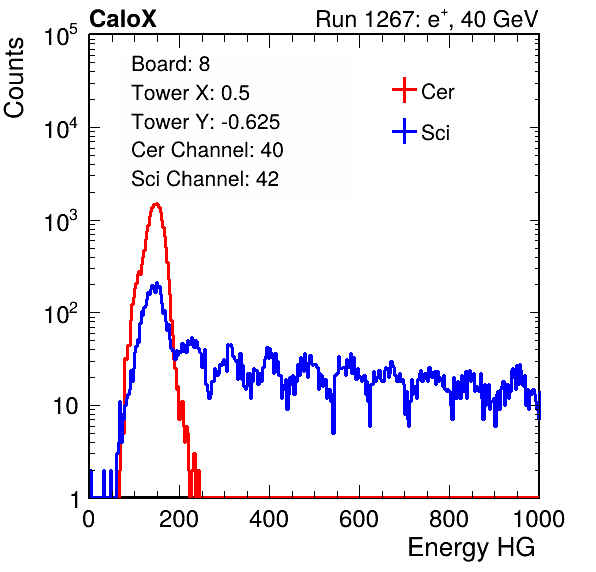 CaloX Run 1267: e+, 40 GeV
Counts
Board: 8
Tower X: 0.5
Tower Y: -0.625
Cer Channel: 40
Sci Channel: 42
Cer
Sci
10^5
10^4
10^3
10^2
10
1
0 200 400 600 800 1000
Energy HG